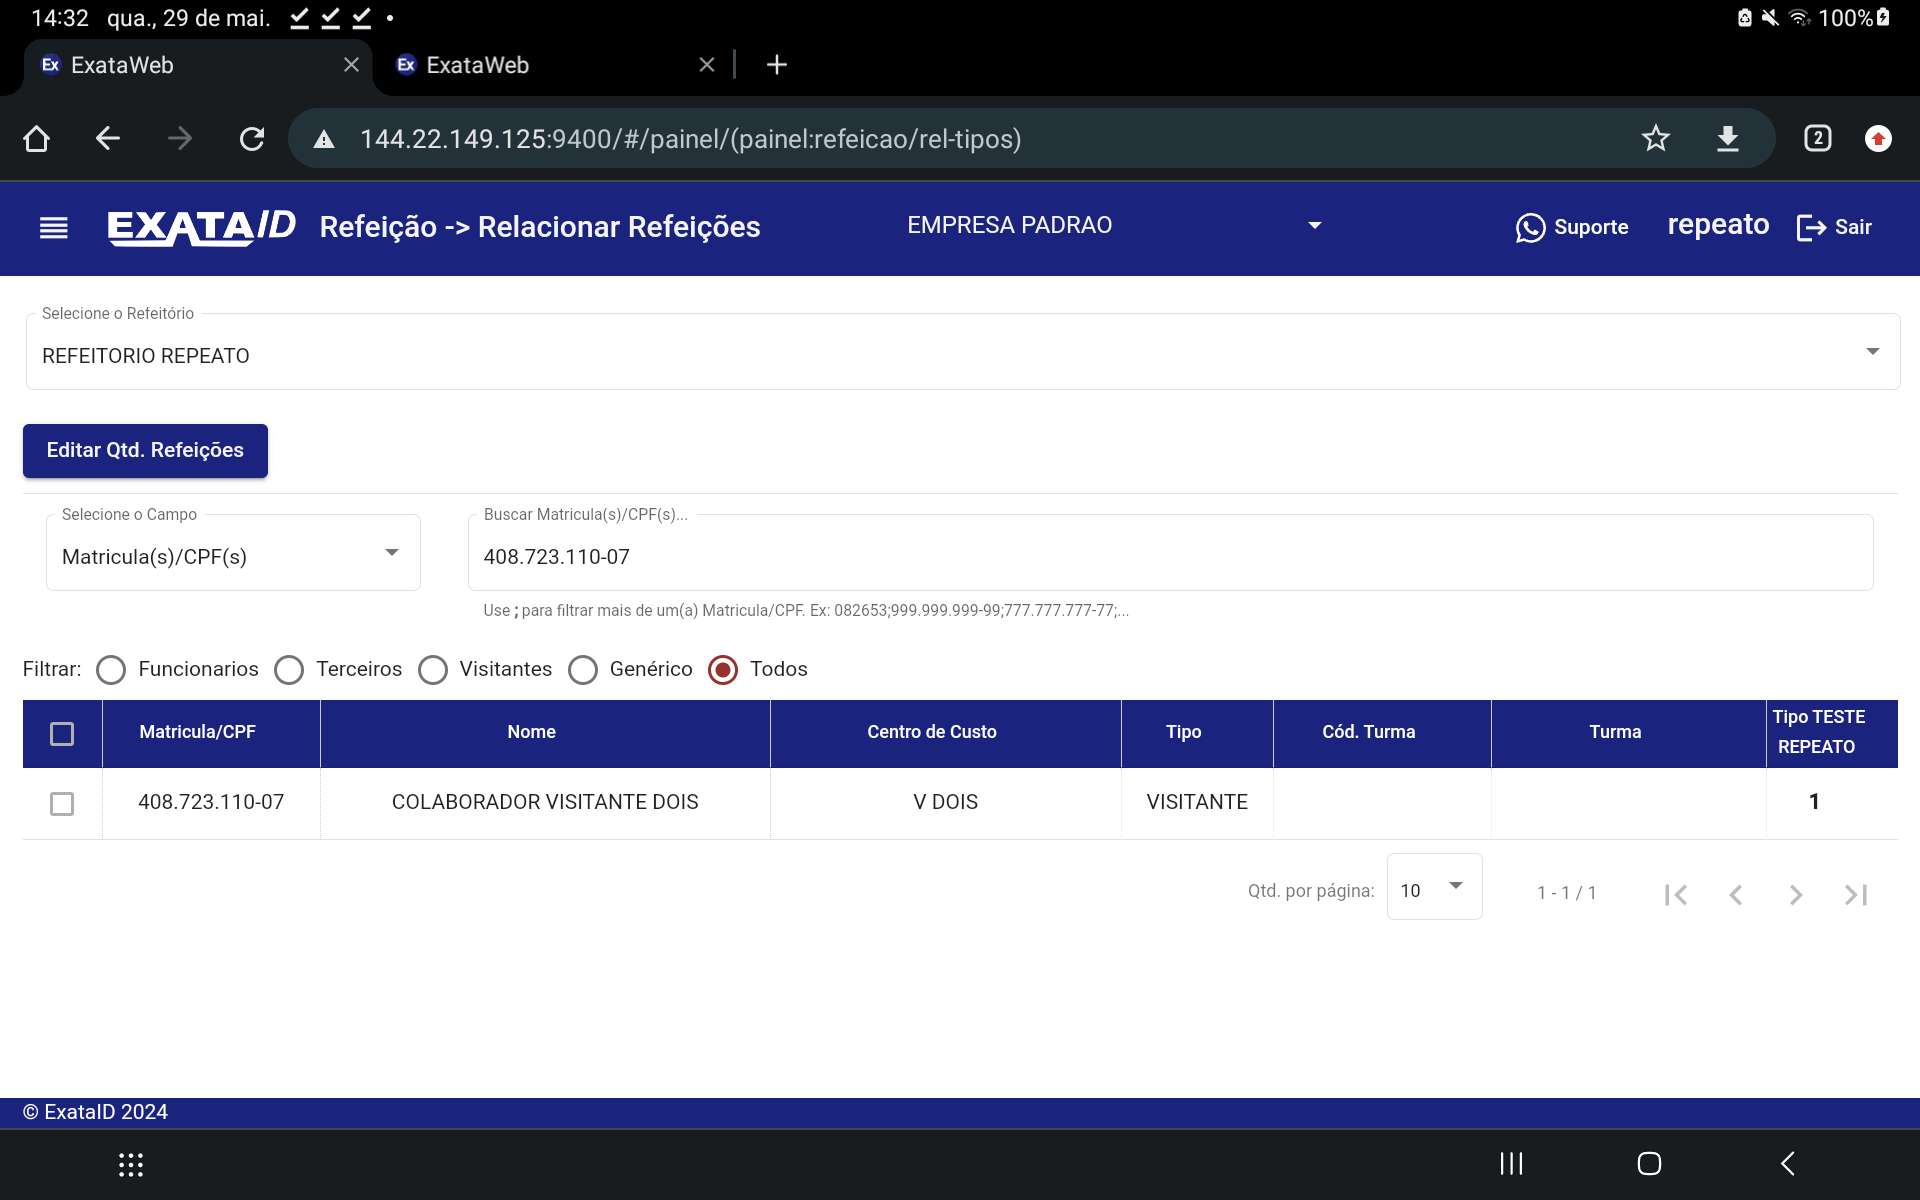 14:32 qua., 29 de mai. 100%
Ex ExataWeb Ex ExataWeb
144.22.149.125:9400/#/painel/(painel:refeicao/rel-tipos) 2
EXATA/ID Refeição -> Relacionar Refeições EMPRESA PADRAO Suporte repeato Sair
Selecione o Refeitório
REFEITORIO REPEATO
Editar Qtd. Refeições
Selecione o Campo Buscar Matricula(s)/CPF(s)...
Matricula(s)/CPF(s) 408.723.110-07
Use ; para filtrar mais de um(a) Matricula/CPF. Ex: 082653;999.999.999-99;777.777.777-77;...
Filtrar: Funcionarios Terceiros Visitantes Genérico Todos
Matricula/CPF Nome Centro de Custo Tipo Cód. Turma Turma Tipo TESTE
REPEATO
408.723.110-07 COLABORADOR VISITANTE DOIS V DOIS VISITANTE 1
Qtd. por página: 10 1 - 1 / 1
© ExataID 2024